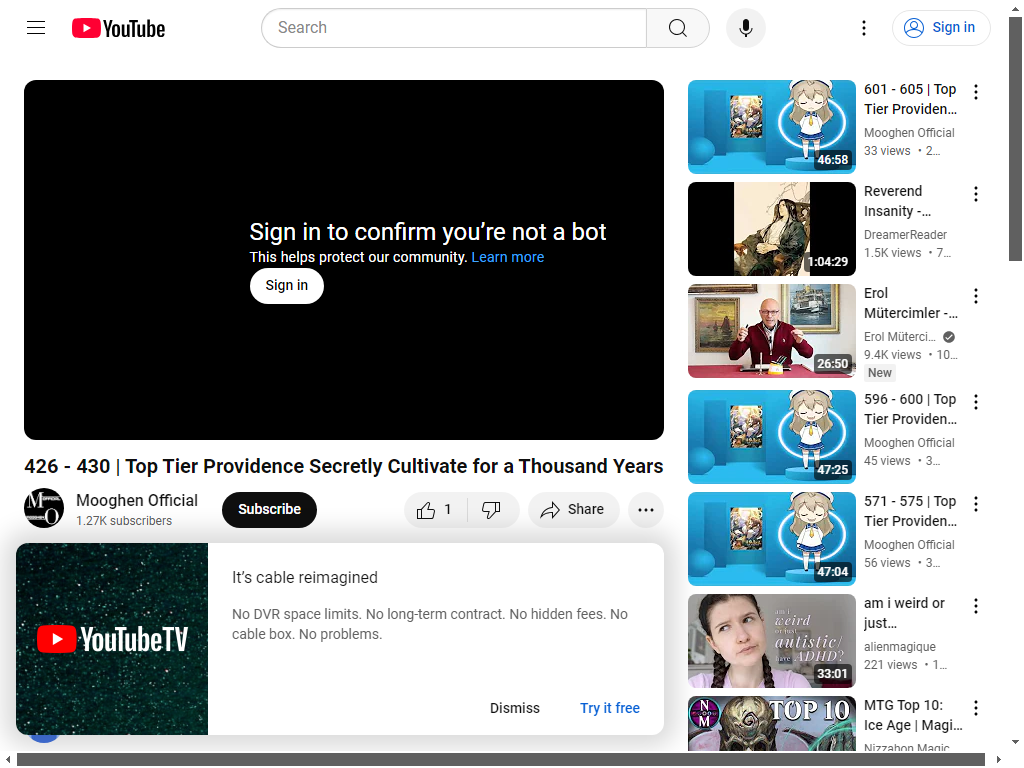 YouTube
Search
Sign in
Sign in to confirm you’re not a bot
This helps protect our community. Learn more
Sign in
426 - 430 | Top Tier Providence Secretly Cultivate for a Thousand Years
Mooghen Official
1.27K subscribers
Subscribe
1
Share
YouTubeTV
It’s cable reimagined
No DVR space limits. No long-term contract. No hidden fees. No
cable box. No problems.
Dismiss
Try it free
46:58
601 - 605 | Top
Tier Providen…
Mooghen Official
33 views • 2…
1:04:29
Reverend
Insanity -…
DreamerReader
1.5K views • 7…
26:50
Erol
Mütercimler -…
Erol Müterci…
9.4K views • 10…
New
47:25
596 - 600 | Top
Tier Providen…
Mooghen Official
45 views • 3…
47:04
571 - 575 | Top
Tier Providen…
Mooghen Official
56 views • 3…
am i
weird
or just
autistic/
have ADHD?
33:01
am i weird or
just…
alienmagique
221 views • 1…
NM
TOP 10
MTG Top 10:
Ice Age | Magi…
Nizzahon Magic